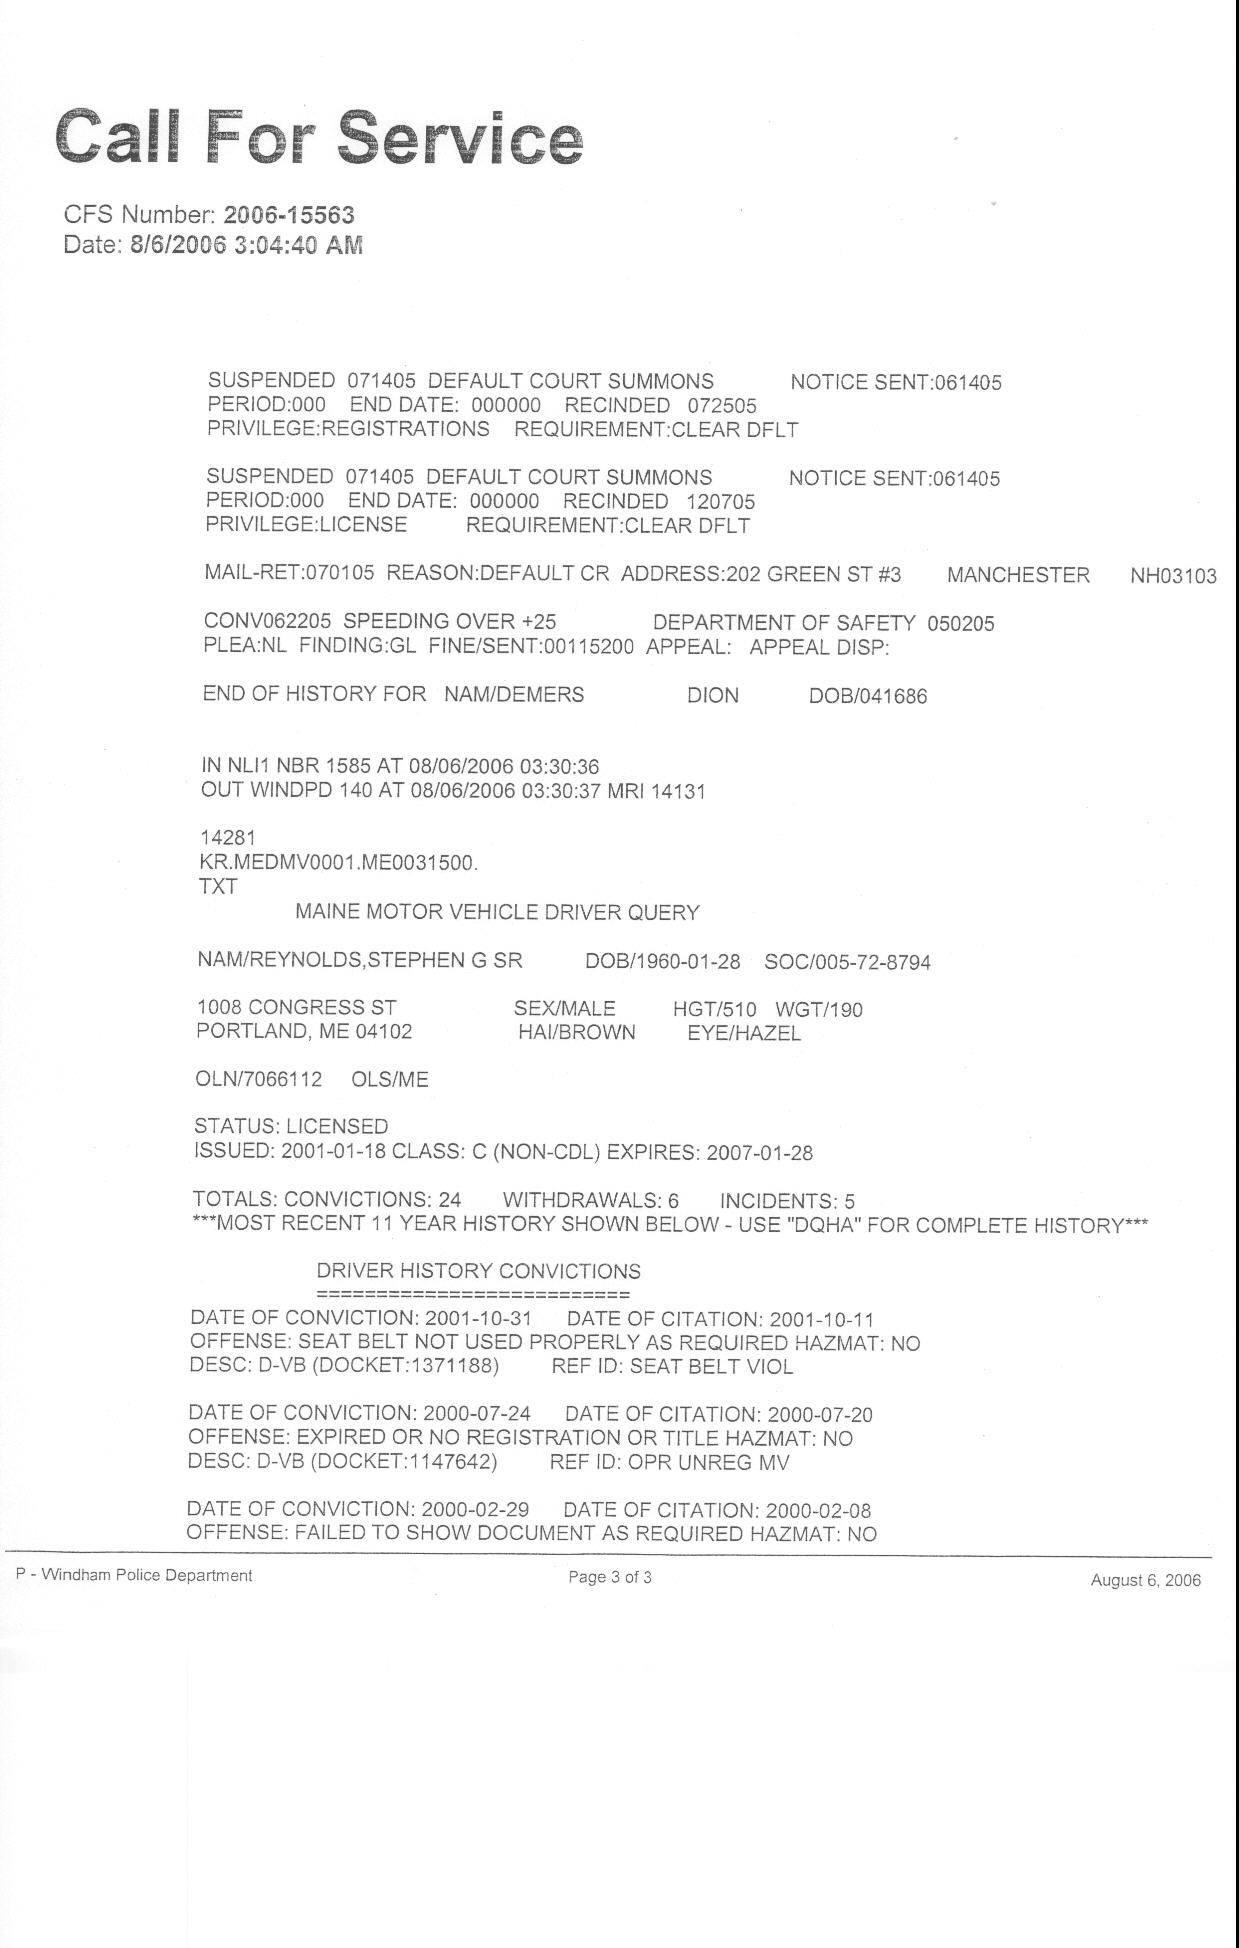 Call For Service
CFS Number: 2006-15563
Date: 8/6/2006 3:04:40 AM
SUSPENDED 071405 DEFAULT COURT SUMMONS NOTICE SENT:061405
PERIOD:000 END DATE: 000000 RECINDED 072505
PRIVILEGE:REGISTRATIONS REQUIREMENT:CLEAR DFLT
SUSPENDED 071405 DEFAULT COURT SUMMONS NOTICE SENT:061405
PERIOD:000 END DATE: 000000 RECINDED 120705
PRIVILEGE:LICENSE REQUIREMENT:CLEAR DFLT
MAIL-RET:070105 REASON:DEFAULT CR ADDRESS:202 GREEN ST #3 MANCHESTER NH03103
CONV062205 SPEEDING OVER +25 DEPARTMENT OF SAFETY 050205
PLEA:NL FINDING:GL FINE/SENT:00115200 APPEAL: APPEAL DISP:
END OF HISTORY FOR NAM/DEMERS DION DOB/041686
IN NLI1 NBR 1585 AT 08/06/2006 03:30:36
OUT WINDPD 140 AT 08/06/2006 03:30:37 MRI 14131
14281
KR.MEDMV0001.ME0031500.
TXT
MAINE MOTOR VEHICLE DRIVER QUERY
NAM/REYNOLDS,STEPHEN G SR DOB/1960-01-28 SOC/005-72-8794
1008 CONGRESS ST SEX/MALE HGT/510 WGT/190
PORTLAND, ME 04102 HAI/BROWN EYE/HAZEL
OLN/7066112 OLS/ME
STATUS: LICENSED
ISSUED: 2001-01-18 CLASS: C (NON-CDL) EXPIRES: 2007-01-28
TOTALS: CONVICTIONS: 24 WITHDRAWALS: 6 INCIDENTS: 5
***MOST RECENT 11 YEAR HISTORY SHOWN BELOW - USE "DQHA" FOR COMPLETE HISTORY***
DRIVER HISTORY CONVICTIONS
==========================
DATE OF CONVICTION: 2001-10-31 DATE OF CITATION: 2001-10-11
OFFENSE: SEAT BELT NOT USED PROPERLY AS REQUIRED HAZMAT: NO
DESC: D-VB (DOCKET:1371188) REF ID: SEAT BELT VIOL
DATE OF CONVICTION: 2000-07-24 DATE OF CITATION: 2000-07-20
OFFENSE: EXPIRED OR NO REGISTRATION OR TITLE HAZMAT: NO
DESC: D-VB (DOCKET:1147642) REF ID: OPR UNREG MV
DATE OF CONVICTION: 2000-02-29 DATE OF CITATION: 2000-02-08
OFFENSE: FAILED TO SHOW DOCUMENT AS REQUIRED HAZMAT: NO
P - Windham Police Department Page 3 of 3 August 6, 2006